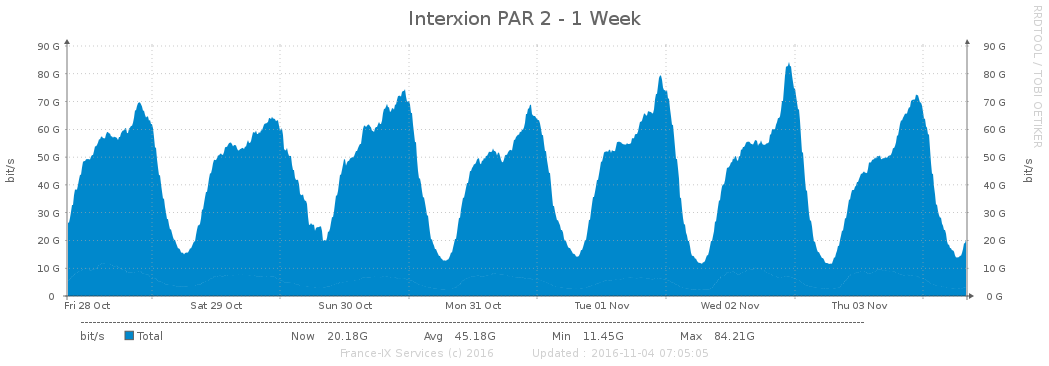 Interxion PAR 2 - 1 Week
RRDTOOL / TOBI OETIKER
90 G 90 G
80 G 80 G
70 G 70 G
60 G 60 G
50 G 50 G
40 G 40 G
30 G 30 G
20 G 20 G
10 G 10 G
0 0 G
bit/s bit/s
Fri 28 Oct Sat 29 Oct Sun 30 Oct Mon 31 Oct Tue 01 Nov Wed 02 Nov Thu 03 Nov
bit/s Total Now 20.18G Avg 45.18G Min 11.45G Max 84.21G
France-IX Services (c) 2016 Updated : 2016-11-04 07:05:05